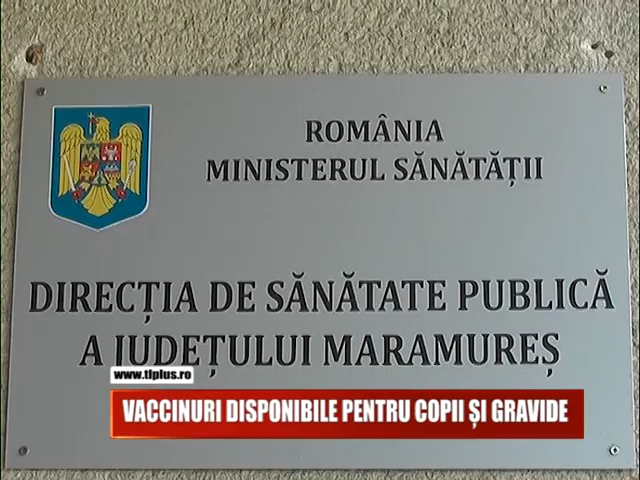 ROMÂNIA
MINISTERUL SĂNĂTĂȚII
DIRECȚIA DE SĂNĂTATE PUBLICĂ
A JUDEȚULUI MARAMUREȘ
www.tlplus.ro
VACCINURI DISPONIBILE PENTRU COPII ȘI GRAVIDE